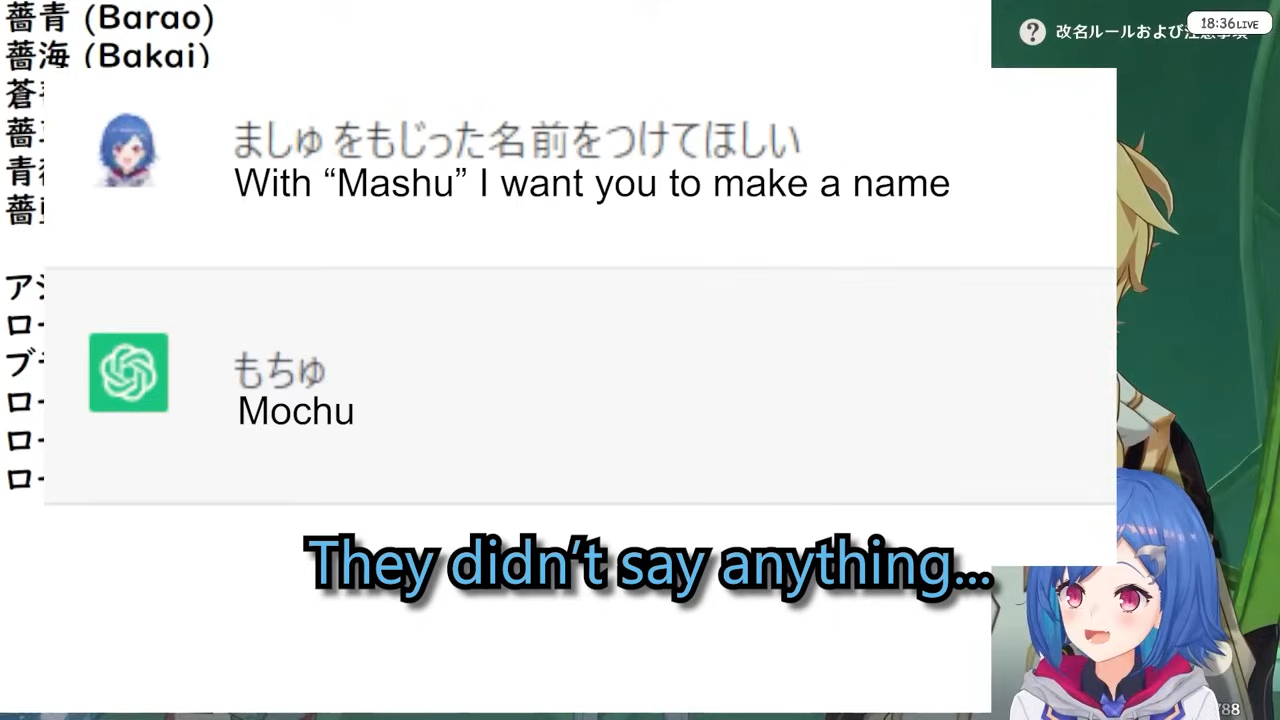 薔青 (Barao)
薔海 (Bakai)
18:36 LIVE
? 改名ルールおよび注意事項
ましゅ をもじった名前をつけてほしい
With “Mashu” I want you to make a name
もちゅ
Mochu
They didn’t say anything...
/88